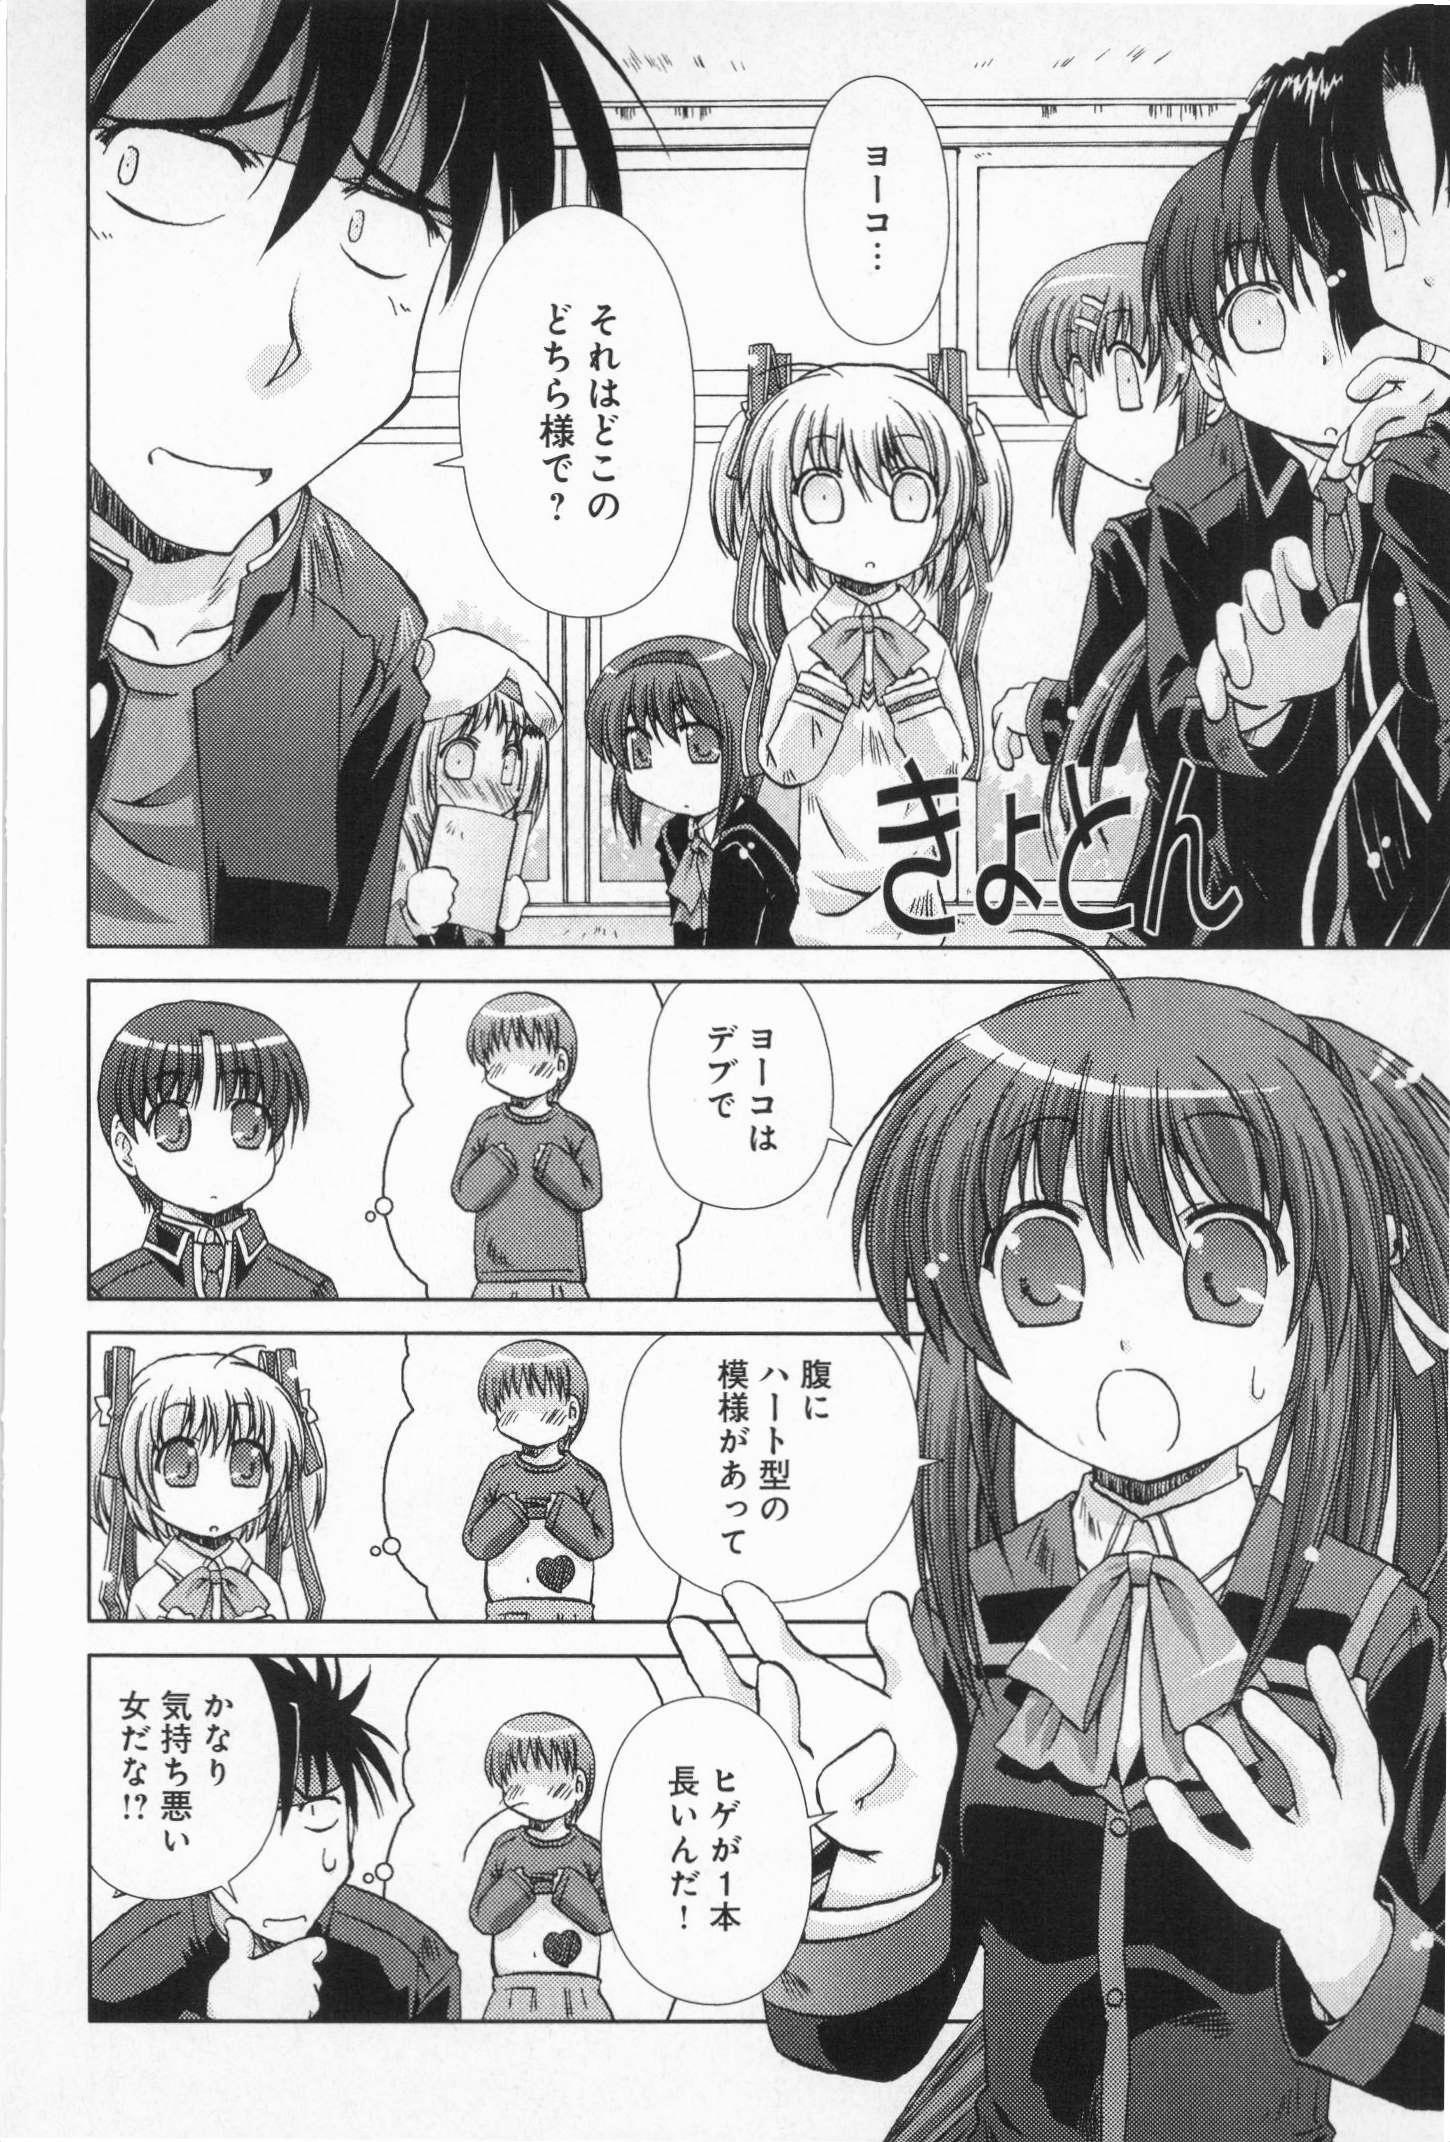 ヨーコ…
それはどこの
どちら様で？
きょとん
ヨーコは
デブで
腹に
ハート型の
模様があって
ヒゲが1本
長いんだ！
かなり
気持ち悪い
女だな!?